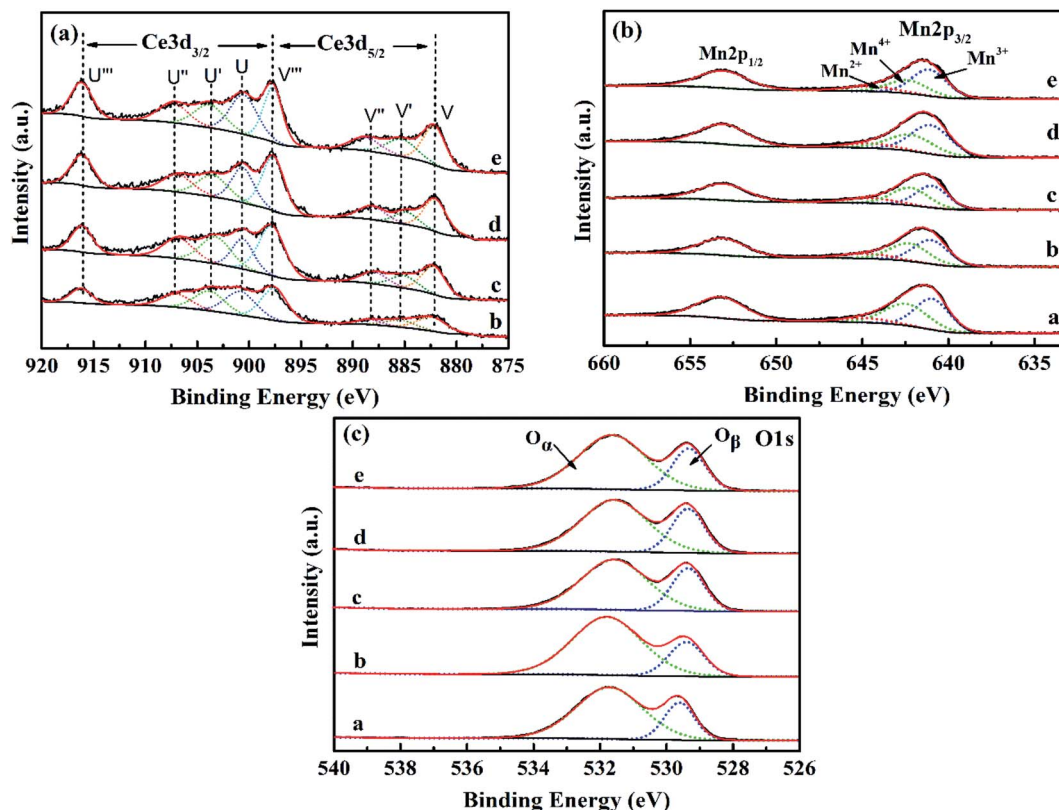 (a)
Ce3d3/2
Ce3d5/2
U'''
U''
U'
U
V'''
V''
V'
V
e
d
c
b
Intensity (a.u.)
920 915 910 905 900 895 890 885 880 875
Binding Energy (eV)
(b)
Mn2p1/2
Mn2p3/2
Mn4+
Mn2+
Mn3+
e
d
c
b
a
Intensity (a.u.)
660 655 650 645 640 635
Binding Energy (eV)
(c)
Oα
Oβ O1s
e
d
c
b
a
Intensity (a.u.)
540 538 536 534 532 530 528 526
Binding Energy (eV)